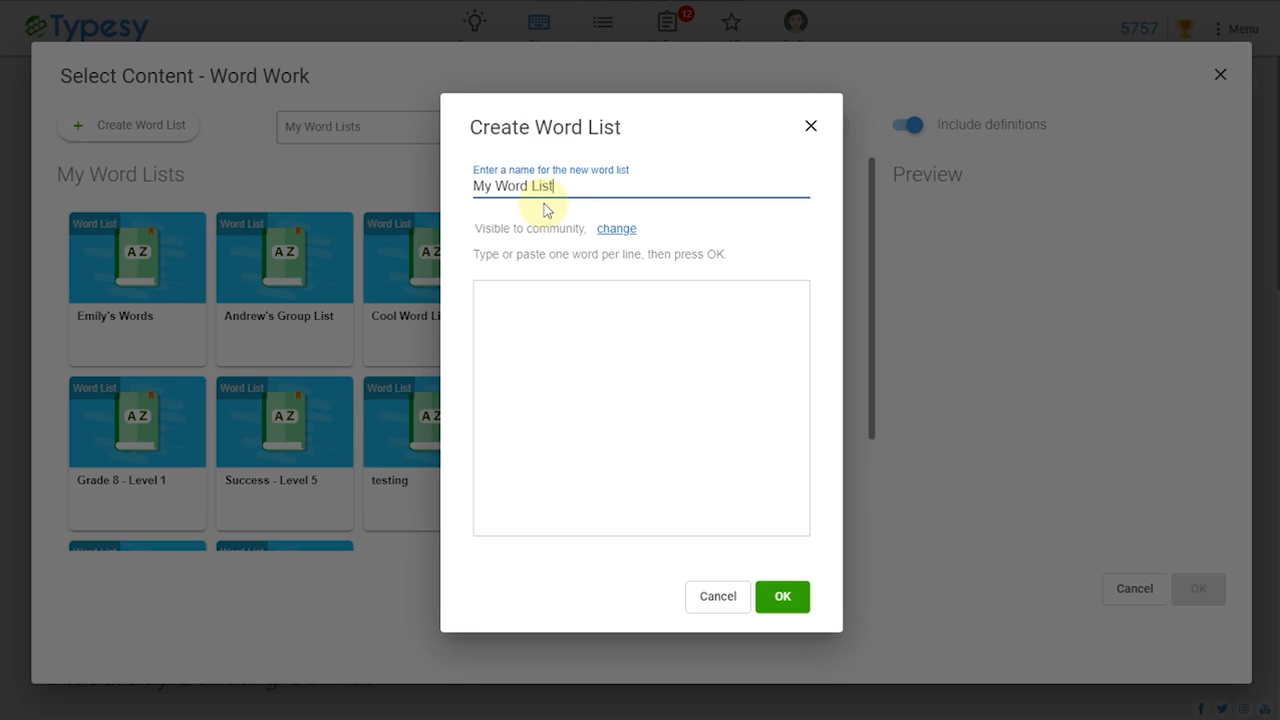 Typesy
12
5757
Menu
Select Content - Word Work
+ Create Word List
My Word Lists
Include definitions
My Word Lists
Preview
Create Word List
Enter a name for the new word list
My Word List
Visible to community, change
Type or paste one word per line, then press OK.
Cancel
OK
Word List
Word List
Word List
A Z
A Z
A Z
Emily's Words
Andrew's Group List
Cool Word Li
Word List
Word List
Word List
A Z
A Z
A Z
Grade 8 - Level 1
Success - Level 5
testing
Word List
Word List
Cancel
OK